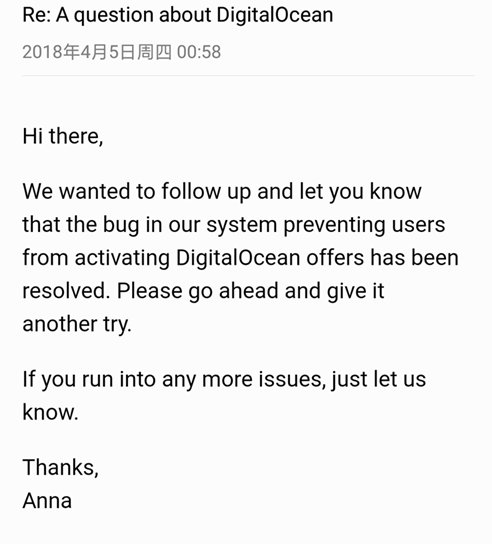 Re: A question about DigitalOcean
2018年4月5日周四 00:58
Hi there,
We wanted to follow up and let you know
that the bug in our system preventing users
from activating DigitalOcean offers has been
resolved. Please go ahead and give it
another try.
If you run into any more issues, just let us
know.
Thanks,
Anna